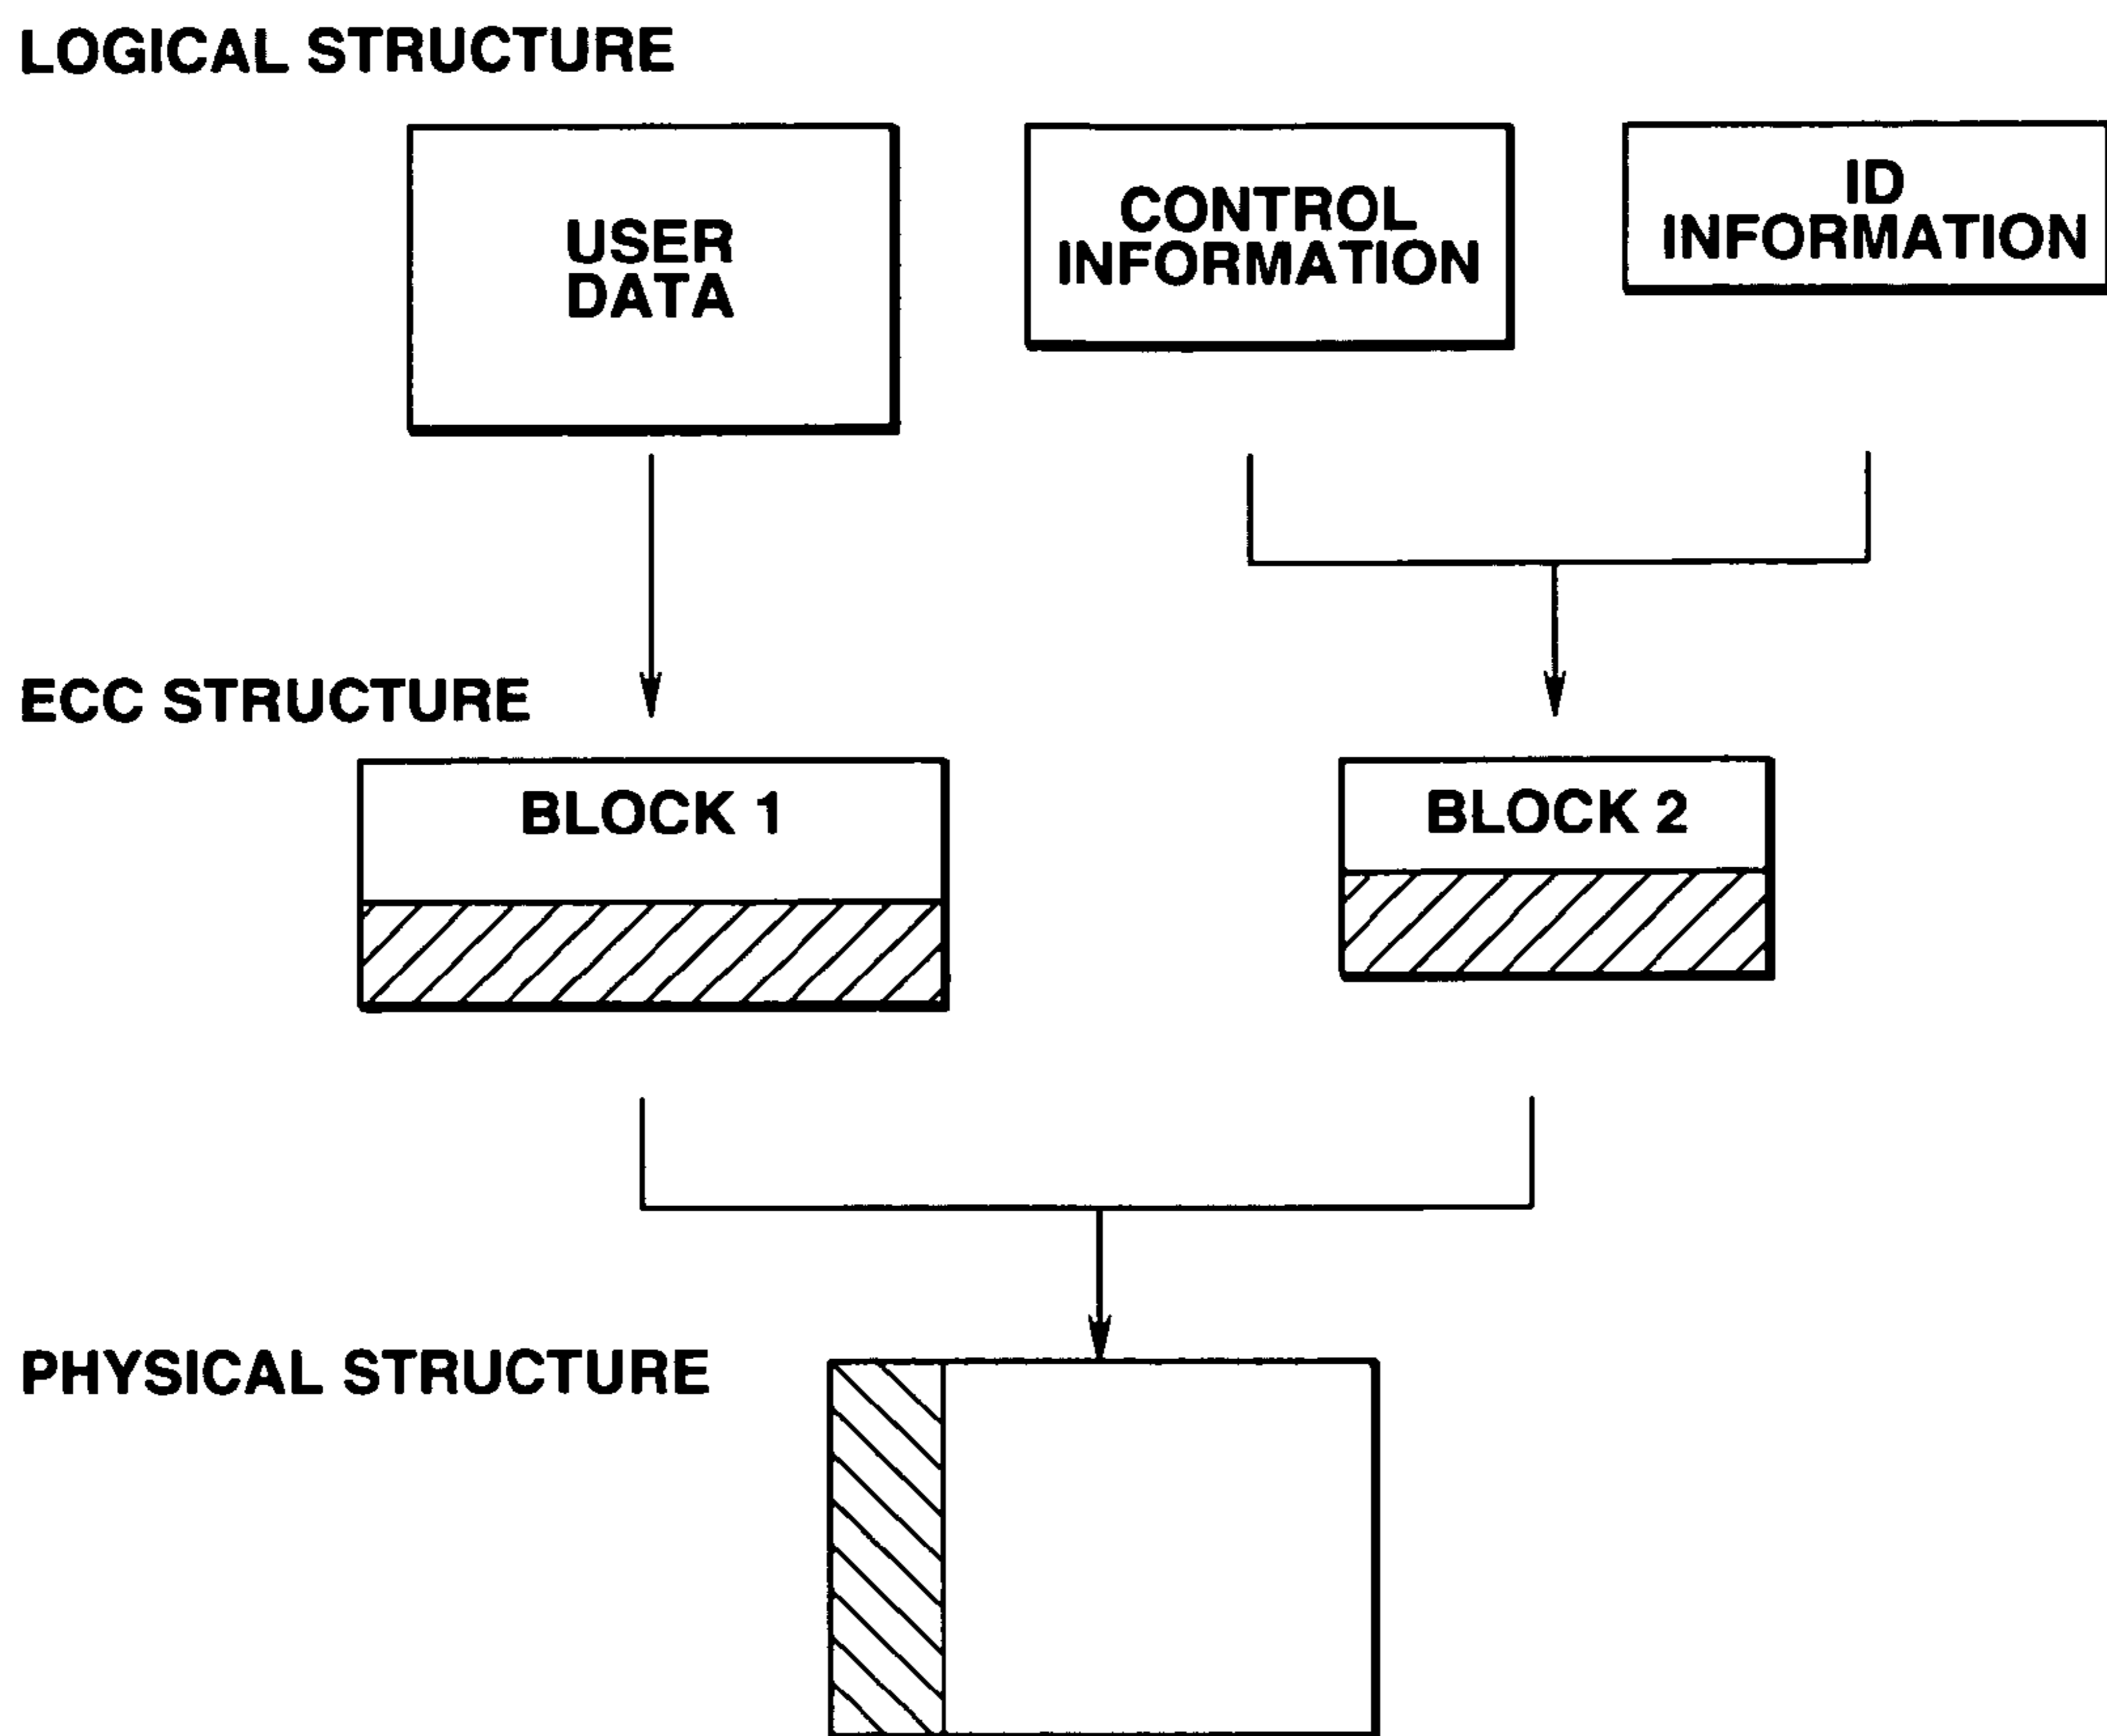 LOGICAL STRUCTURE
USER
DATA
CONTROL
INFORMATION
ID
INFORMATION
ECC STRUCTURE
BLOCK 1
BLOCK 2
PHYSICAL STRUCTURE